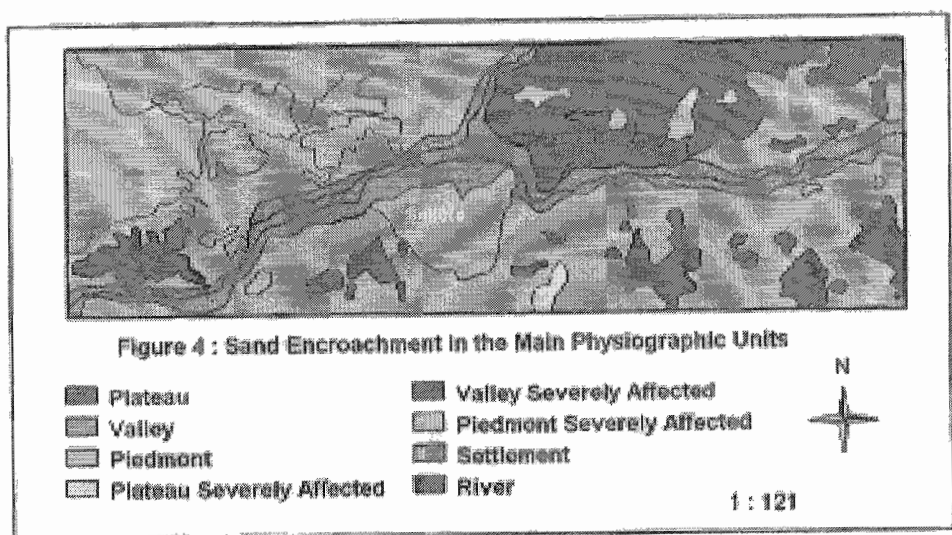 Figure 4 : Sand Encroachment in the Main Physiographic Units
N
Plateau
Valley
Piedmont
Plateau Severely Affected
Valley Severely Affected
Piedmont Severely Affected
Settlement
River
1 : 121